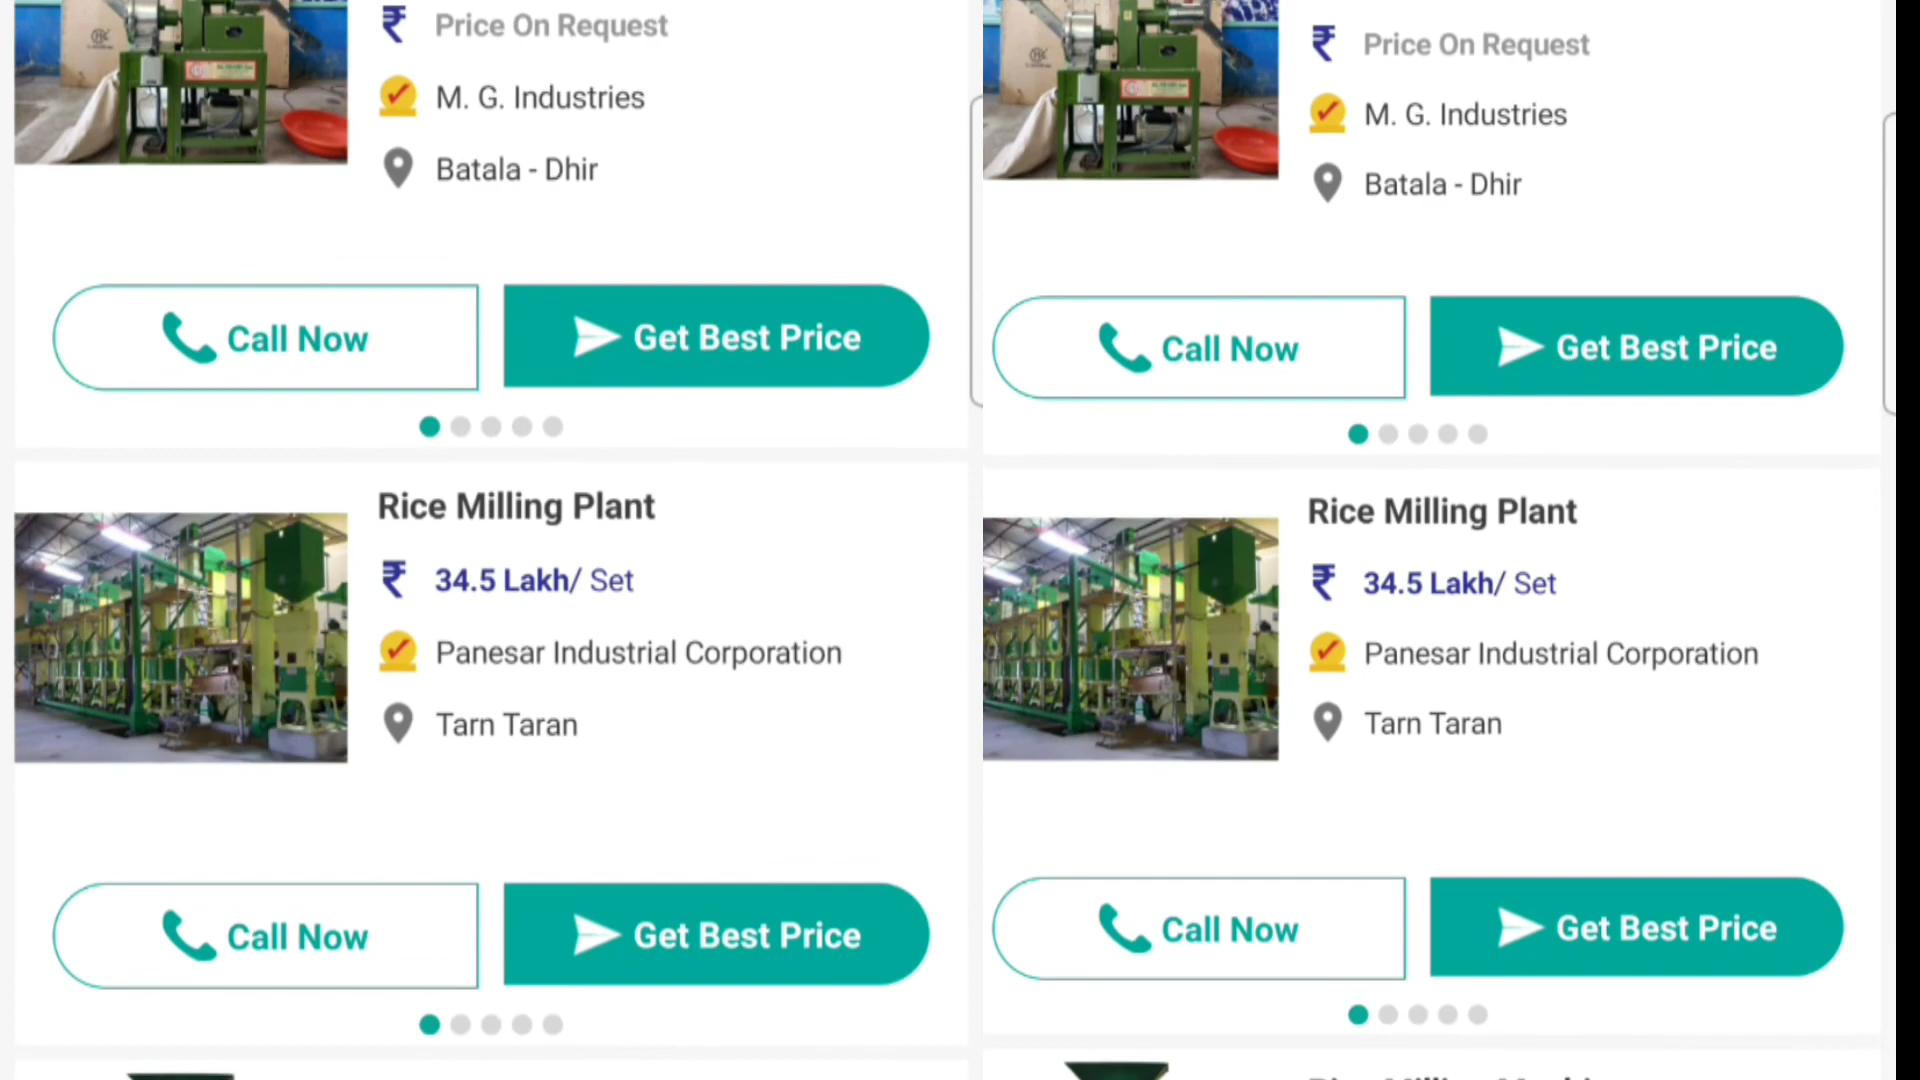 Price On Request
M. G. Industries
Batala - Dhir
Call Now
Get Best Price
Rice Milling Plant
34.5 Lakh/ Set
Panesar Industrial Corporation
Tarn Taran
Call Now
Get Best Price
Price On Request
M. G. Industries
Batala - Dhir
Call Now
Get Best Price
Rice Milling Plant
34.5 Lakh/ Set
Panesar Industrial Corporation
Tarn Taran
Call Now
Get Best Price